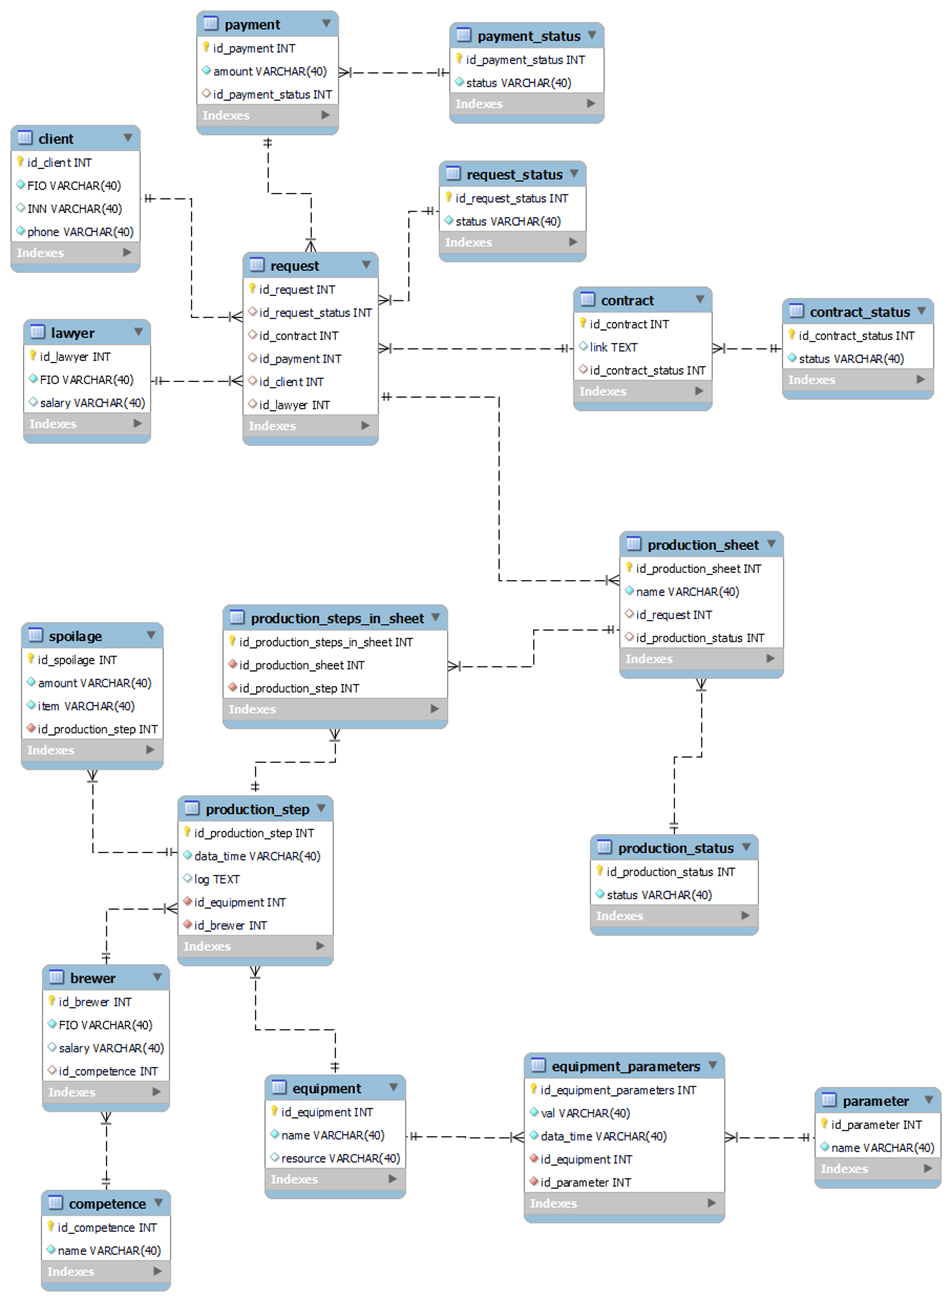 payment
id_payment INT
amount VARCHAR(40)
id_payment_status INT
Indexes
payment_status
id_payment_status INT
status VARCHAR(40)
Indexes
client
id_client INT
FIO VARCHAR(40)
INN VARCHAR(40)
phone VARCHAR(40)
Indexes
request_status
id_request_status INT
status VARCHAR(40)
Indexes
request
id_request INT
id_request_status INT
id_contract INT
id_payment INT
id_client INT
id_lawyer INT
Indexes
lawyer
id_lawyer INT
FIO VARCHAR(40)
salary VARCHAR(40)
Indexes
contract
id_contract INT
link TEXT
id_contract_status INT
Indexes
contract_status
id_contract_status INT
status VARCHAR(40)
Indexes
production_sheet
id_production_sheet INT
name VARCHAR(40)
id_request INT
id_production_status INT
Indexes
production_steps_in_sheet
id_production_steps_in_sheet INT
id_production_sheet INT
id_production_step INT
Indexes
spoilage
id_spoilage INT
amount VARCHAR(40)
item VARCHAR(40)
id_production_step INT
Indexes
production_step
id_production_step INT
data_time VARCHAR(40)
log TEXT
id_equipment INT
id_brewer INT
Indexes
production_status
id_production_status INT
status VARCHAR(40)
Indexes
brewer
id_brewer INT
FIO VARCHAR(40)
salary VARCHAR(40)
id_competence INT
Indexes
equipment
id_equipment INT
name VARCHAR(40)
resource VARCHAR(40)
Indexes
equipment_parameters
id_equipment_parameters INT
val VARCHAR(40)
data_time VARCHAR(40)
id_equipment INT
id_parameter INT
Indexes
parameter
id_parameter INT
name VARCHAR(40)
Indexes
competence
id_competence INT
name VARCHAR(40)
Indexes